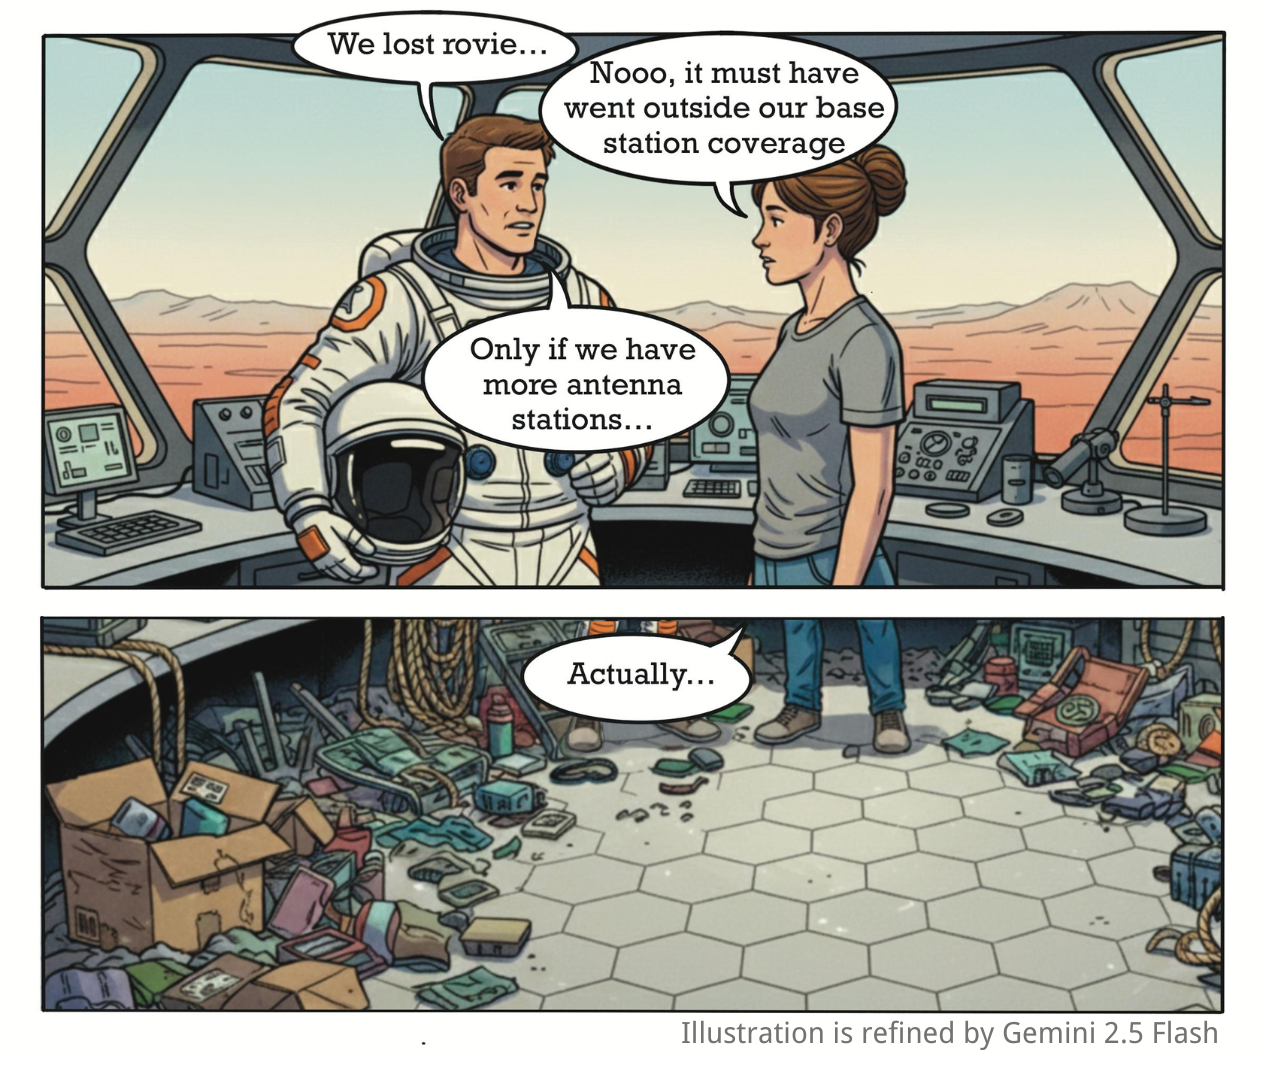 We lost rovie...
Nooo, it must have
went outside our base
station coverage
Only if we have
more antenna
stations...
Actually...
Illustration is refined by Gemini 2.5 Flash